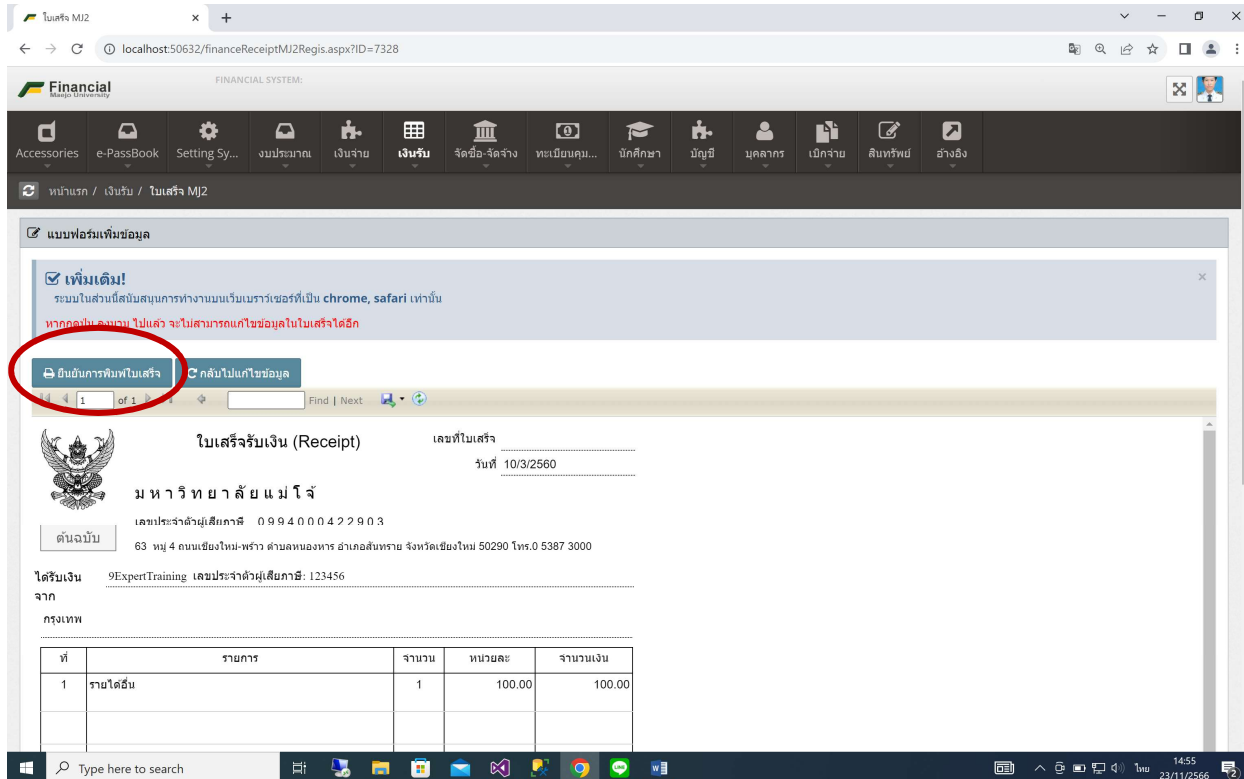 ใบเสร็จ MJ2
localhost:50632/financeReceiptMJ2Regis.aspx?ID=7328
Financial
Maejo University
FINANCIAL SYSTEM:
Accessories e-PassBook Setting Sy... งบประมาณ เงินจ่าย เงินรับ จัดซื้อ-จัดจ้าง ทะเบียนคุม... นักศึกษา บัญชี บุคลากร เบิกจ่าย สินทรัพย์ อ้างอิง
หน้าแรก / เงินรับ / ใบเสร็จ MJ2
แบบฟอร์มเพิ่มข้อมูล
เพิ่มเติม!
ระบบในส่วนนี้สนับสนุนการทำงานบนเว็บเบราว์เซอร์ที่เป็น chrome, safari เท่านั้น
ไปแล้ว จะไม่สามารถแก้ไขข้อมูลในใบเสร็จได้อีก
ยืนยันการพิมพ์ใบเสร็จ กลับไปแก้ไขข้อมูล
1 of 1 Find | Next
ใบเสร็จรับเงิน (Receipt) เลขที่ใบเสร็จ
วันที่ 10/3/2560
มหาวิทยาลัยแม่โจ้
เลขประจำตัวผู้เสียภาษี 0994000422903
ต้นฉบับ
63 หมู่ 4 ถนนเชียงใหม่-พร้าว ตำบลหนองหาร อำเภอสันทราย จังหวัดเชียงใหม่ 50290 โทร.0 5387 3000
ได้รับเงิน 9ExpertTraining เลขประจำตัวผู้เสียภาษี: 123456
จาก
กรุงเทพ
ที่ รายการ จำนวน หน่วยละ จำนวนเงิน
1 รายได้อื่น 1 100.00 100.00
Type here to search
ไทย 14:55
23/11/2566
2